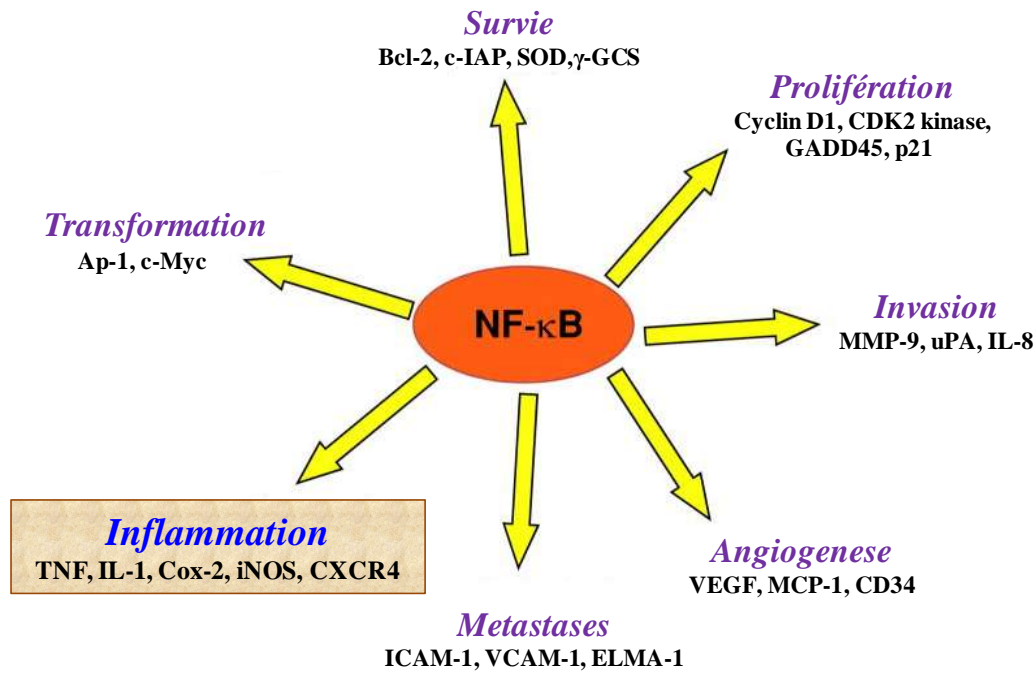 Survie
Bcl-2, c-IAP, SOD,γ-GCS
Prolifération
Cyclin D1, CDK2 kinase,
GADD45, p21
Transformation
Ap-1, c-Myc
NF-κB
Invasion
MMP-9, uPA, IL-8
Inflammation
TNF, IL-1, Cox-2, iNOS, CXCR4
Angiogenese
VEGF, MCP-1, CD34
Metastases
ICAM-1, VCAM-1, ELMA-1